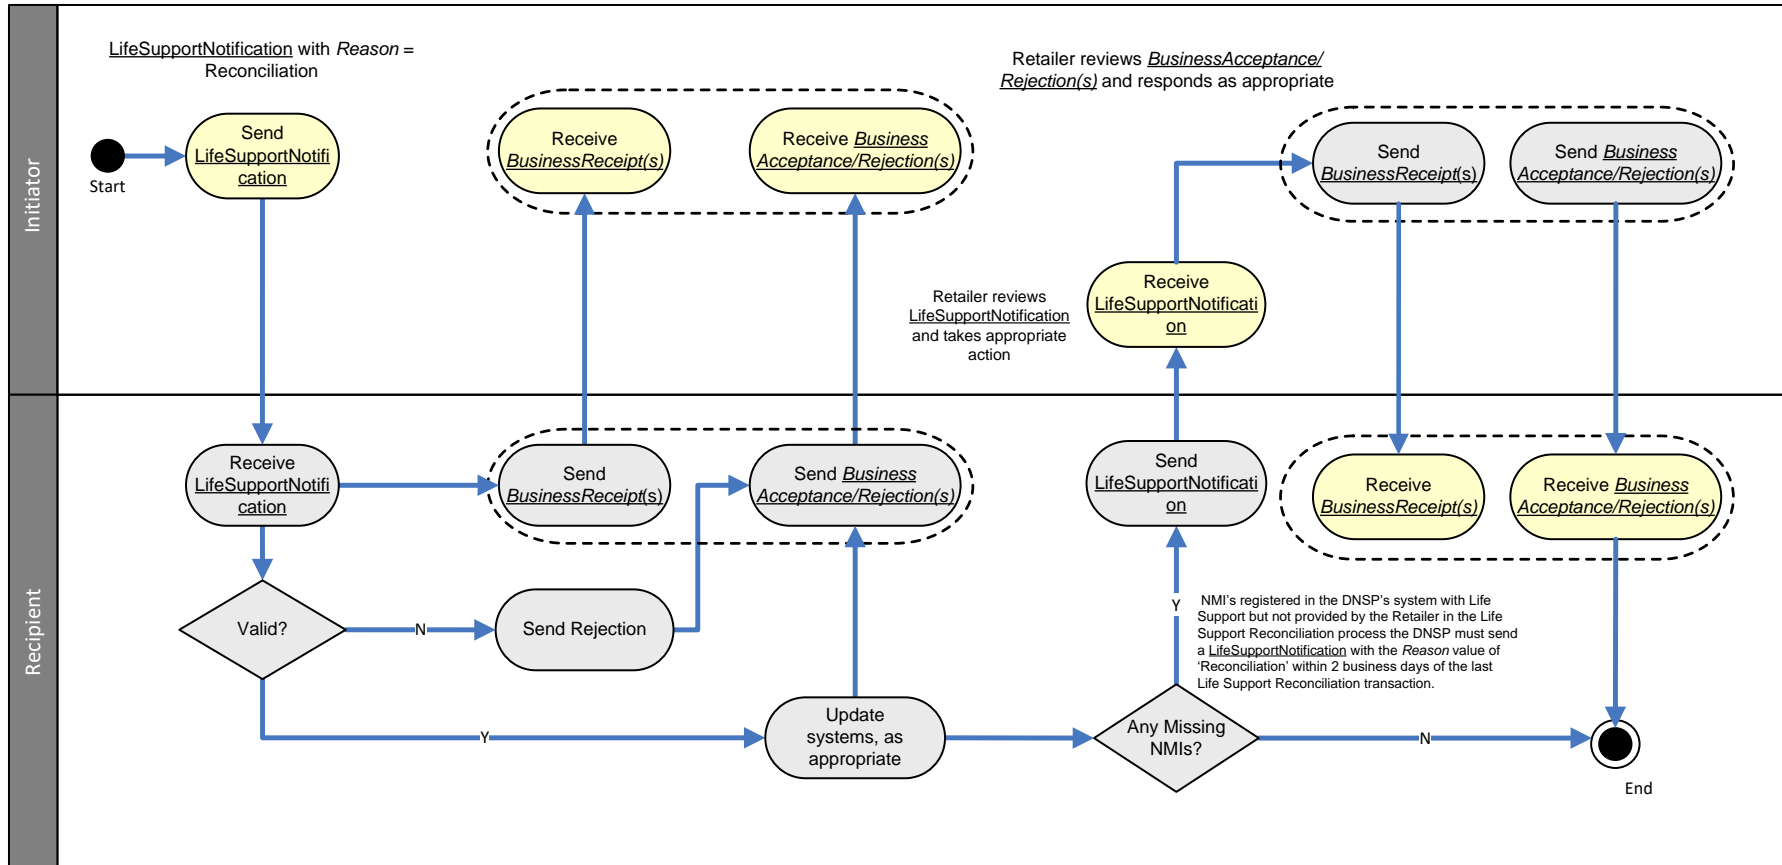 Initiator
LifeSupportNotification with Reason =
Reconciliation
Start
Send
LifeSupportNotifi
cation
Receive
BusinessReceipt(s)
Receive Business
Acceptance/Rejection(s)
Retailer reviews BusinessAcceptance/
Rejection(s) and responds as appropriate
Send
BusinessReceipt(s)
Send Business
Acceptance/Rejection(s)
Retailer reviews
LifeSupportNotification
and takes appropriate
action
Receive
LifeSupportNotificati
on
Recipient
Receive
LifeSupportNotifi
cation
Send
BusinessReceipt(s)
Send Business
Acceptance/Rejection(s)
Send
LifeSupportNotificati
on
Receive
BusinessReceipt(s)
Receive Business
Acceptance/Rejection(s)
Valid?
N
Send Rejection
Y
NMI's registered in the DNSP's system with Life
Support but not provided by the Retailer in the Life
Support Reconciliation process the DNSP must send
a LifeSupportNotification with the Reason value of
‘Reconciliation’ within 2 business days of the last
Life Support Reconciliation transaction.
Y
Update
systems, as
appropriate
Any Missing
NMIs?
N
End